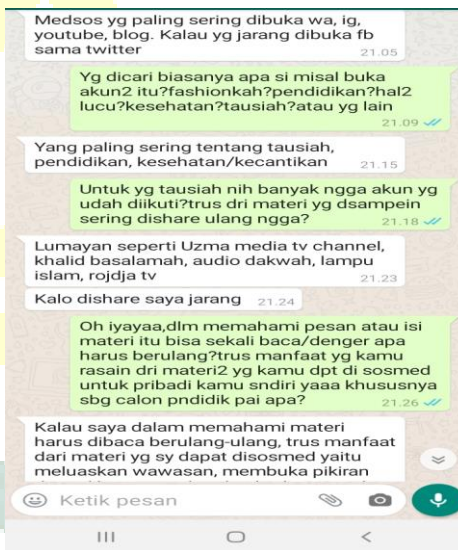 Medsos yg paling sering dibuka wa, ig,
youtube, blog. Kalau yg jarang dibuka fb
sama twitter 21.05
Yg dicari biasanya apa si misal buka
akun2 itu?fashionkah?pendidikan?hal2
lucu?kesehatan?tausiah?atau yg lain
21.09
Yang paling sering tentang tausiah,
pendidikan, kesehatan/kecantikan 21.15
Untuk yg tausiah nih banyak ngga akun yg
udah diikuti?trus dri materi yg dsampein
sering dishare ulang ngga? 21.18
Lumayan seperti Uzma media tv channel,
khalid basalamah, audio dakwah, lampu
islam, rojdja tv 21.23
Kalo dishare saya jarang 21.24
Oh iyayaa,dlm memahami pesan atau isi
materi itu bisa sekali baca/denger apa
harus berulang?trus manfaat yg kamu
rasain dri materi2 yg kamu dpt di sosmed
untuk pribadi kamu sndiri yaaa khususnya
sbg calon pndidik pai apa? 21.26
Kalau saya dalam memahami materi
harus dibaca berulang-ulang, trus manfaat
dari materi yg sy dapat disosmed yaitu
meluaskan wawasan, membuka pikiran
Ketik pesan